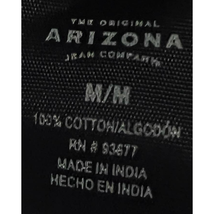 THE ORIGINAL
ARIZONA
JEAN COMPANY
M/M
100% COTTON/ALGODÓN
RN # 93677
MADE IN INDIA
HECHO EN INDIA